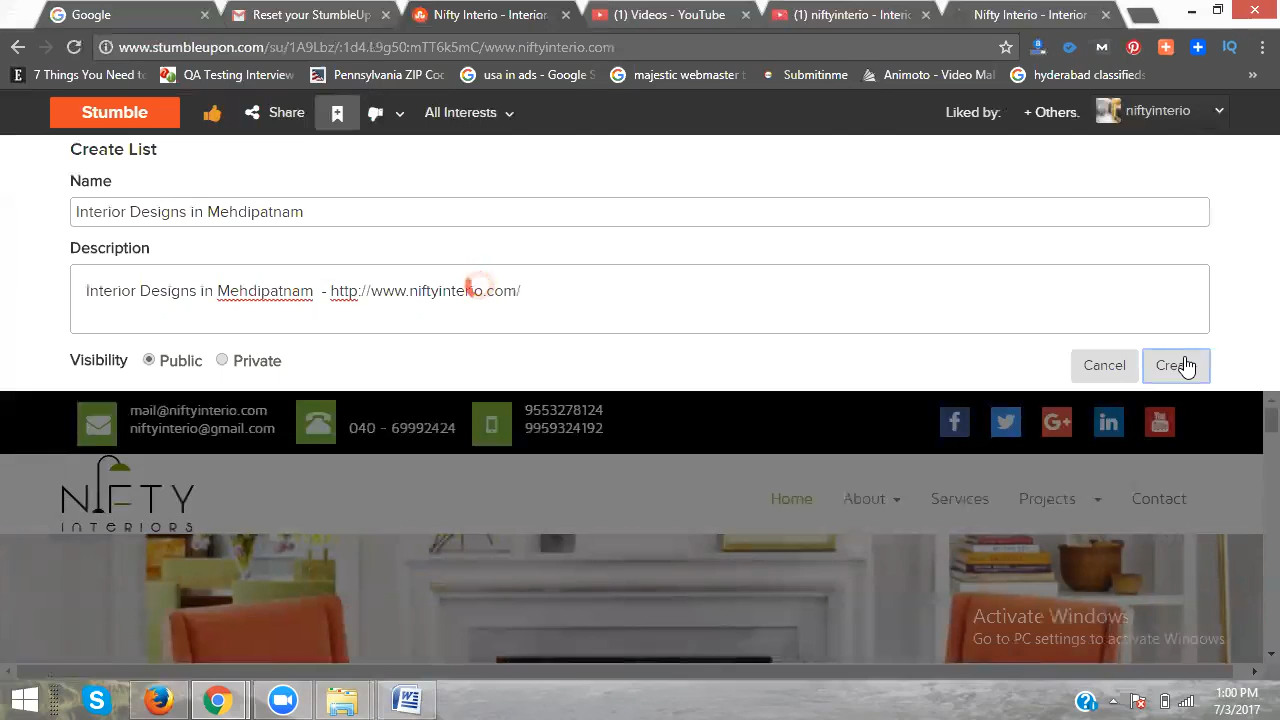 Google
Reset your StumbleUp
Nifty Interio - Interior
(1) Videos - YouTube
(1) niftyinterio - Interio
Nifty Interio - Interior
www.stumbleupon.com/su/1A9Lbz/:1d4.L9g50:mTT6k5mC/www.niftyinterio.com
7 Things You Need to
QA Testing Interview
Pennsylvania ZIP Coc
usa in ads - Google S
majestic webmaster t
Submitinme
Animoto - Video Mal
hyderabad classifieds
»
Stumble
Share
All Interests
Liked by:
+ Others.
niftyinterio
Create List
Name
Interior Designs in Mehdipatnam
Description
Interior Designs in Mehdipatnam - http://www.niftyinterio.com/
Visibility
Public
Private
Cancel
mail@niftyinterio.com
niftyinterio@gmail.com
040 - 69992424
9553278124
9959324192
NIFTY
INTERIORS
Home
About
Services
Projects
Contact
Activate Windows
Go to PC settings to activate Windows.
1:00 PM
7/3/2017